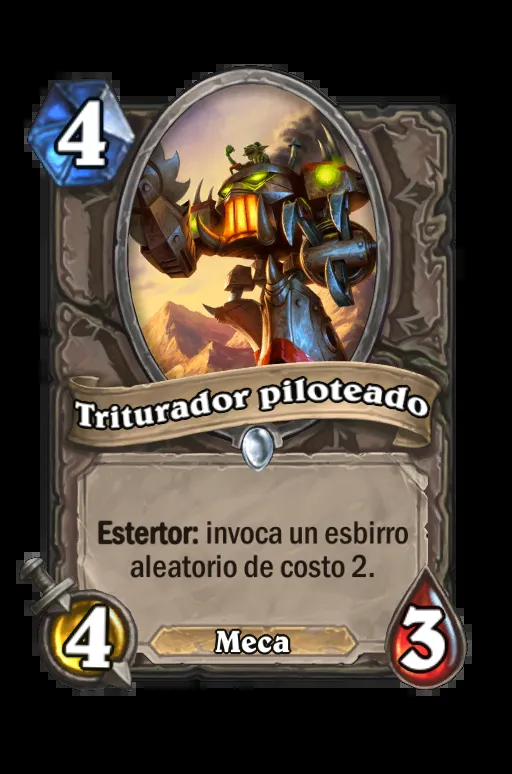 4
Triturador piloteado
Estertor: invoca un esbirro
aleatorio de costo 2.
4
Meca
3